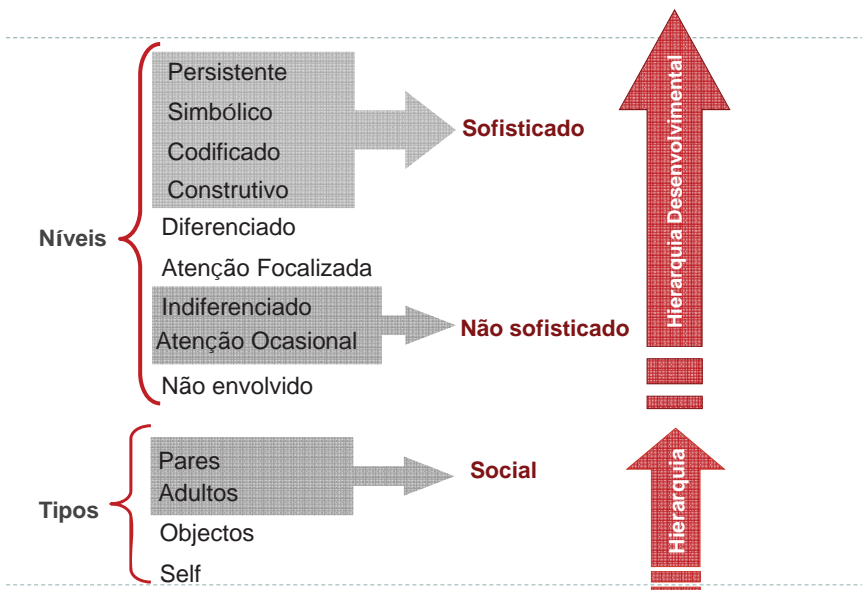 Persistente
Simbólico
Codificado
Construtivo
Sofisticado
Diferenciado
Níveis
Atenção Focalizada
Indiferenciado
Atenção Ocasional
Não sofisticado
Não envolvido
Hierarquia Desenvolvimental
Pares
Adultos
Social
Tipos
Objectos
Self
Hierarquia